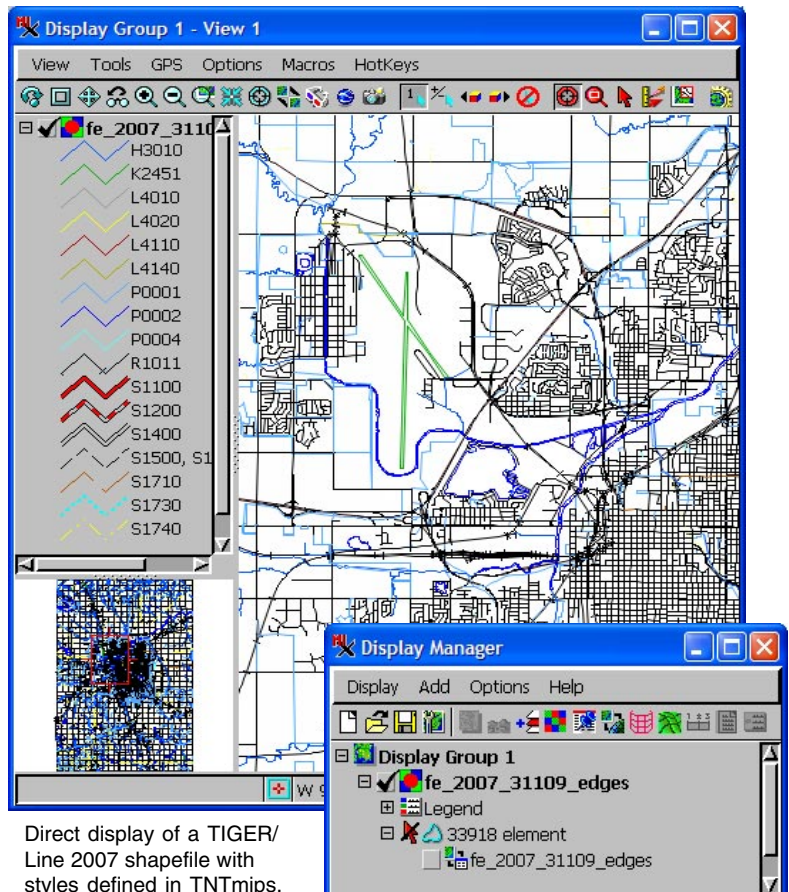 Display Group 1 - View 1
View Tools GPS Options Macros HotKeys
fe_2007_3110
H3010
K2451
L4010
L4020
L4110
L4140
P0001
P0002
P0004
R1011
S1100
S1200
S1400
S1500, S1
S1710
S1730
S1740
W 9
Display Manager
Display Add Options Help
Display Group 1
fe_2007_31109_edges
Legend
33918 element
fe_2007_31109_edges
Direct display of a TIGER/
Line 2007 shapefile with
styles defined in TNTmips.